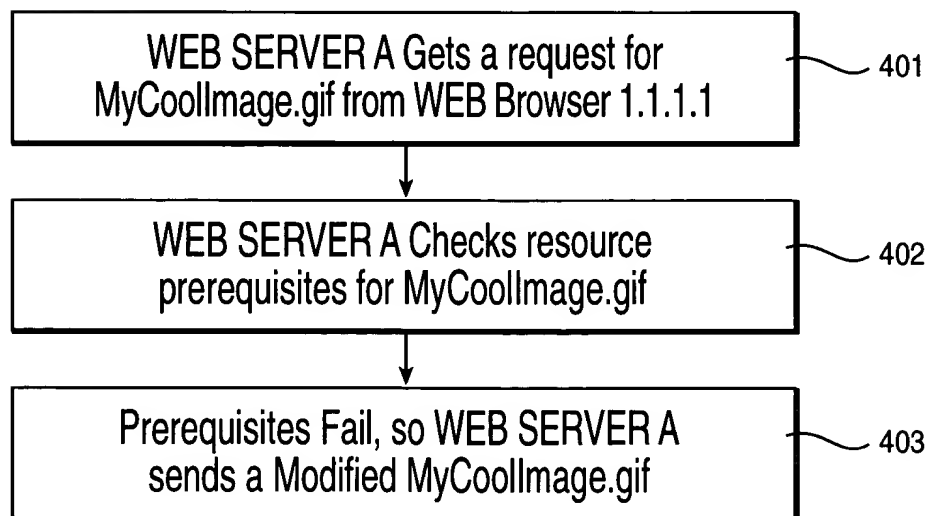 WEB SERVER A Gets a request for
MyCoolImage.gif from WEB Browser 1.1.1.1
401
WEB SERVER A Checks resource
prerequisites for MyCoolImage.gif
402
Prerequisites Fail, so WEB SERVER A
sends a Modified MyCoolImage.gif
403